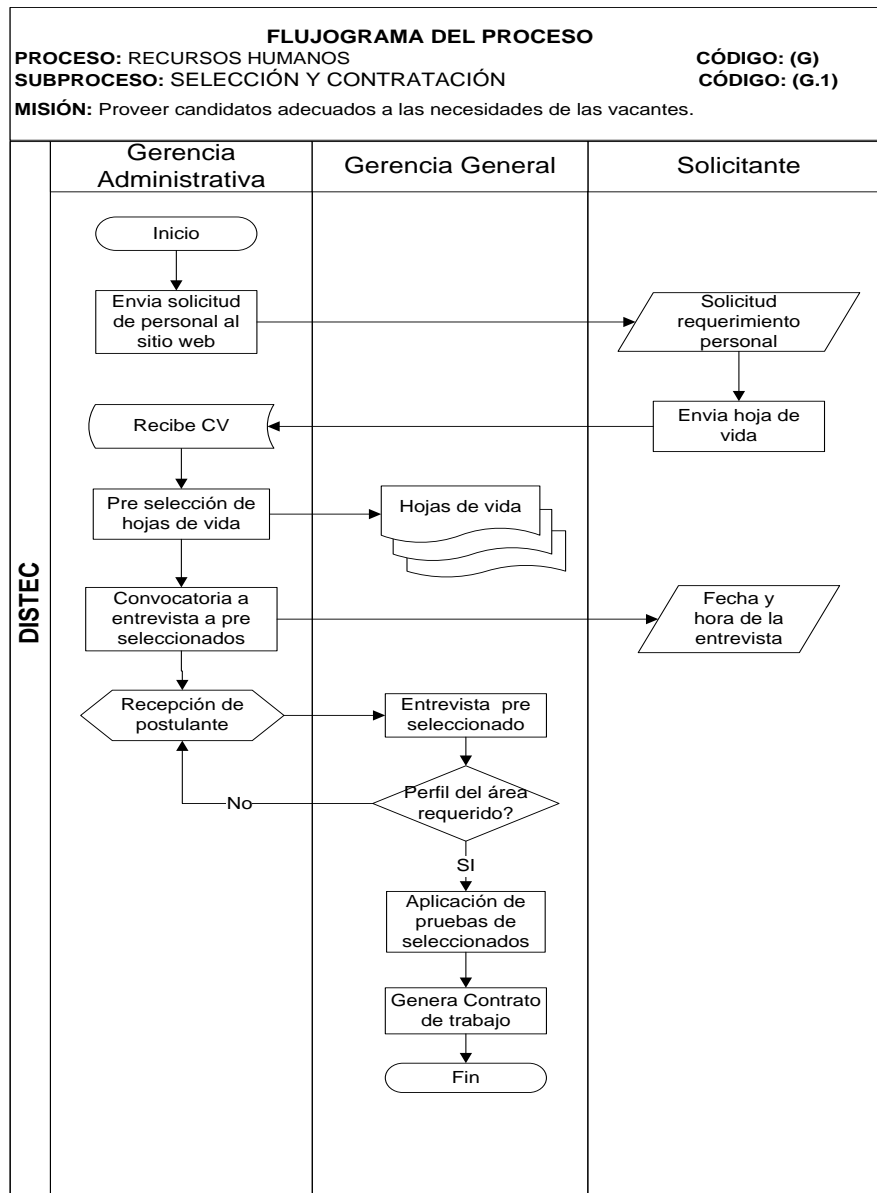 FLUJOGRAMA DEL PROCESO
PROCESO: RECURSOS HUMANOS CÓDIGO: (G)
SUBPROCESO: SELECCIÓN Y CONTRATACIÓN CÓDIGO: (G.1)
MISIÓN: Proveer candidatos adecuados a las necesidades de las vacantes.
DISTEC
Gerencia
Administrativa
Gerencia General
Solicitante
Inicio
Envia solicitud
de personal al
sitio web
Solicitud
requerimiento
personal
Envia hoja de
vida
Recibe CV
Pre selección de
hojas de vida
Hojas de vida
Convocatoria a
entrevista a pre
seleccionados
Fecha y
hora de la
entrevista
Recepción de
postulante
Entrevista pre
seleccionado
Perfil del área
requerido?
No
SI
Aplicación de
pruebas de
seleccionados
Genera Contrato
de trabajo
Fin